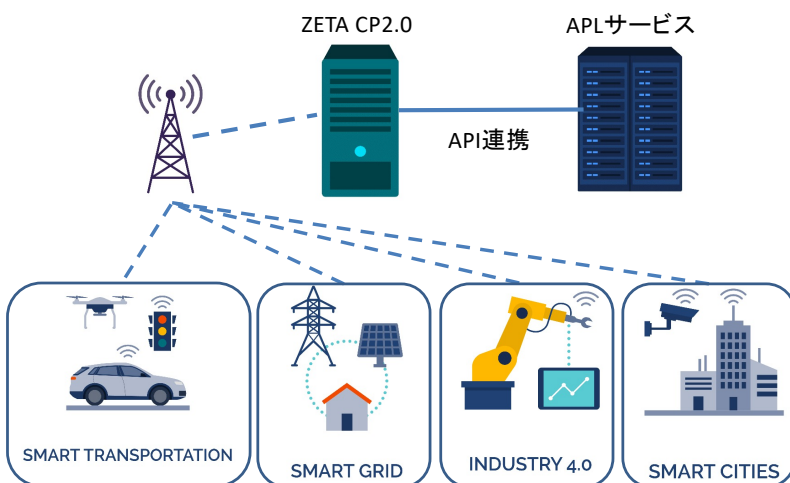 ZETA CP2.0
APLサービス
API連携
SMART TRANSPORTATION
SMART GRID
INDUSTRY 4.0
SMART CITIES